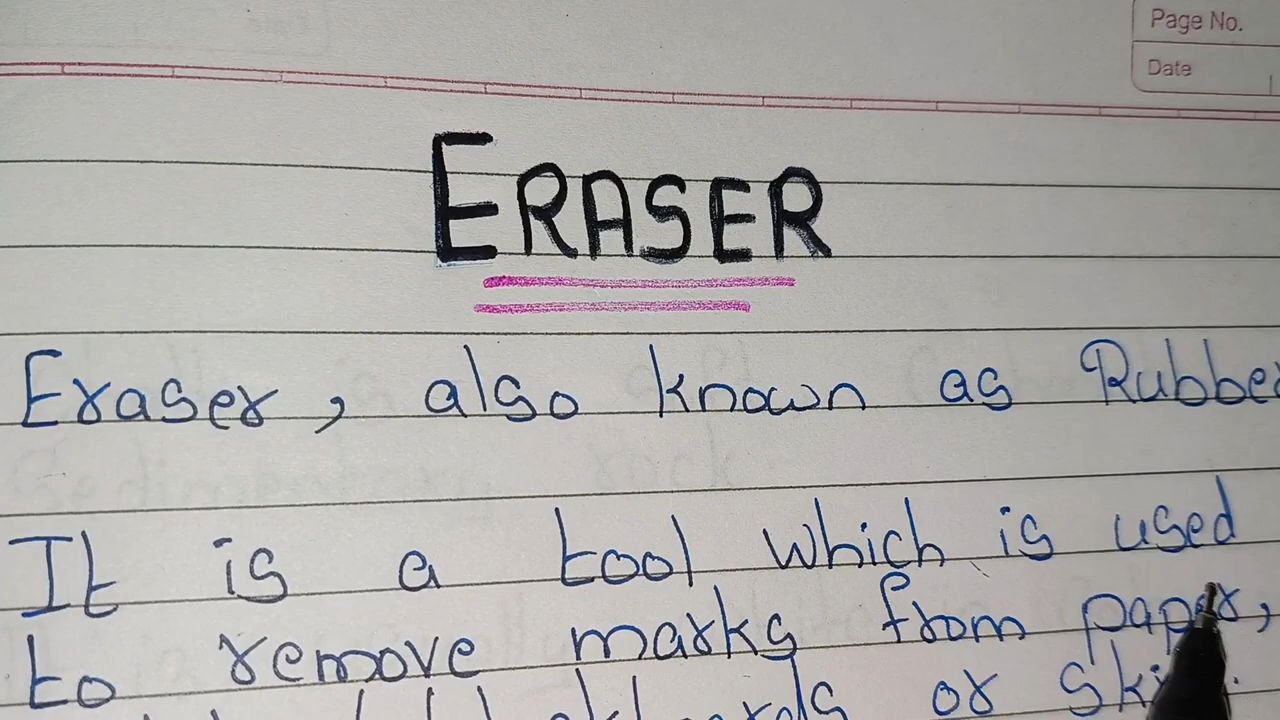 Page No.
Date
ERASER
Eraser, also known as Rubber
It is a tool which is used
to remove marks from paper,
or